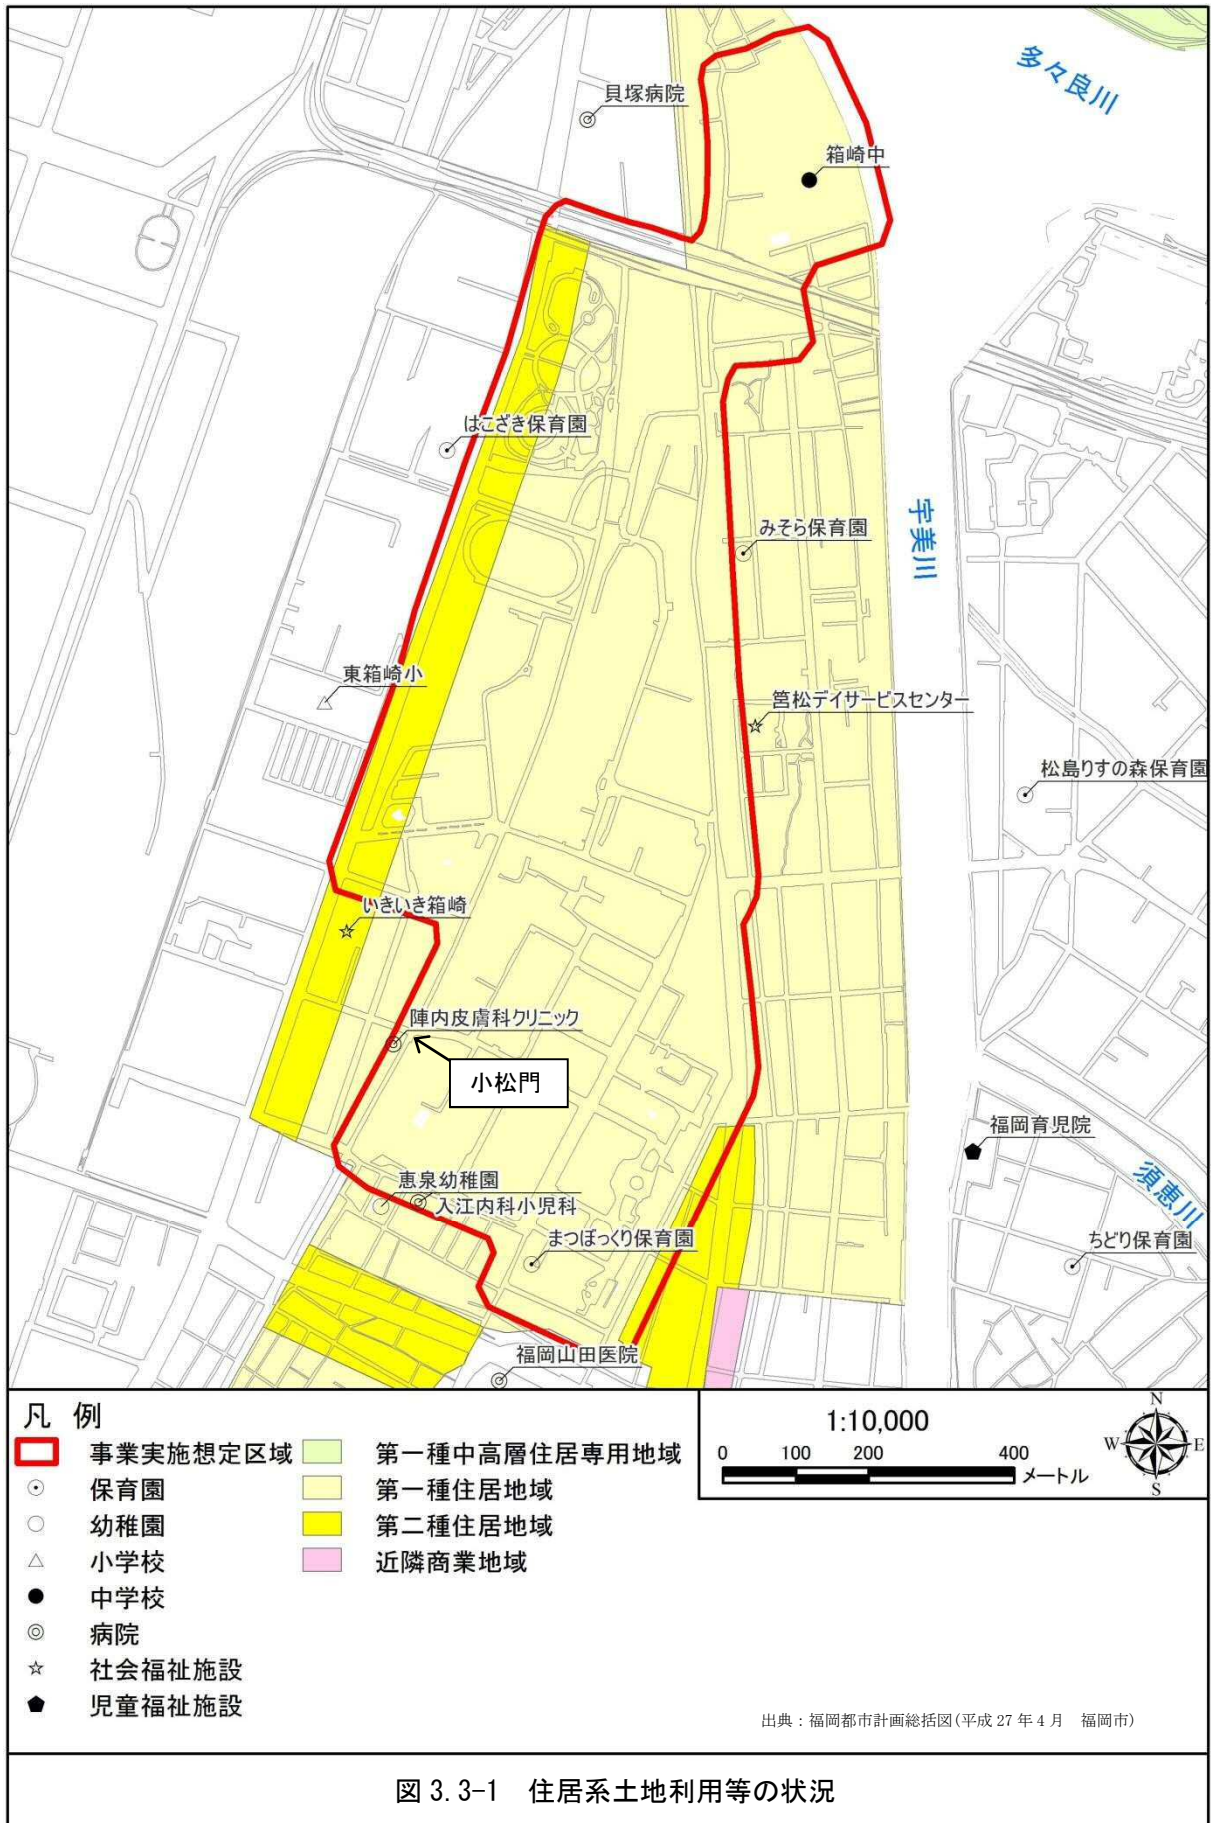 多々良川
貝塚病院
箱崎中
はこざき保育園
みそら保育園
宇美川
東箱崎小
筥松デイサービスセンター
松島りすの森保育園
いきいき箱崎
陣内皮膚科クリニック
小松門
福岡育児院
恵泉幼稚園
入江内科小児科
須恵川
まつぼっくり保育園
ちどり保育園
福岡山田医院
凡 例
事業実施想定区域
保育園
幼稚園
小学校
中学校
病院
社会福祉施設
児童福祉施設
第一種中高層住居専用地域
第一種住居地域
第二種住居地域
近隣商業地域
1:10,000
0 100 200 400
メートル
N
W E
S
出典：福岡都市計画総括図(平成 27 年 4 月　福岡市)
図 3.3-1　住居系土地利用等の状況